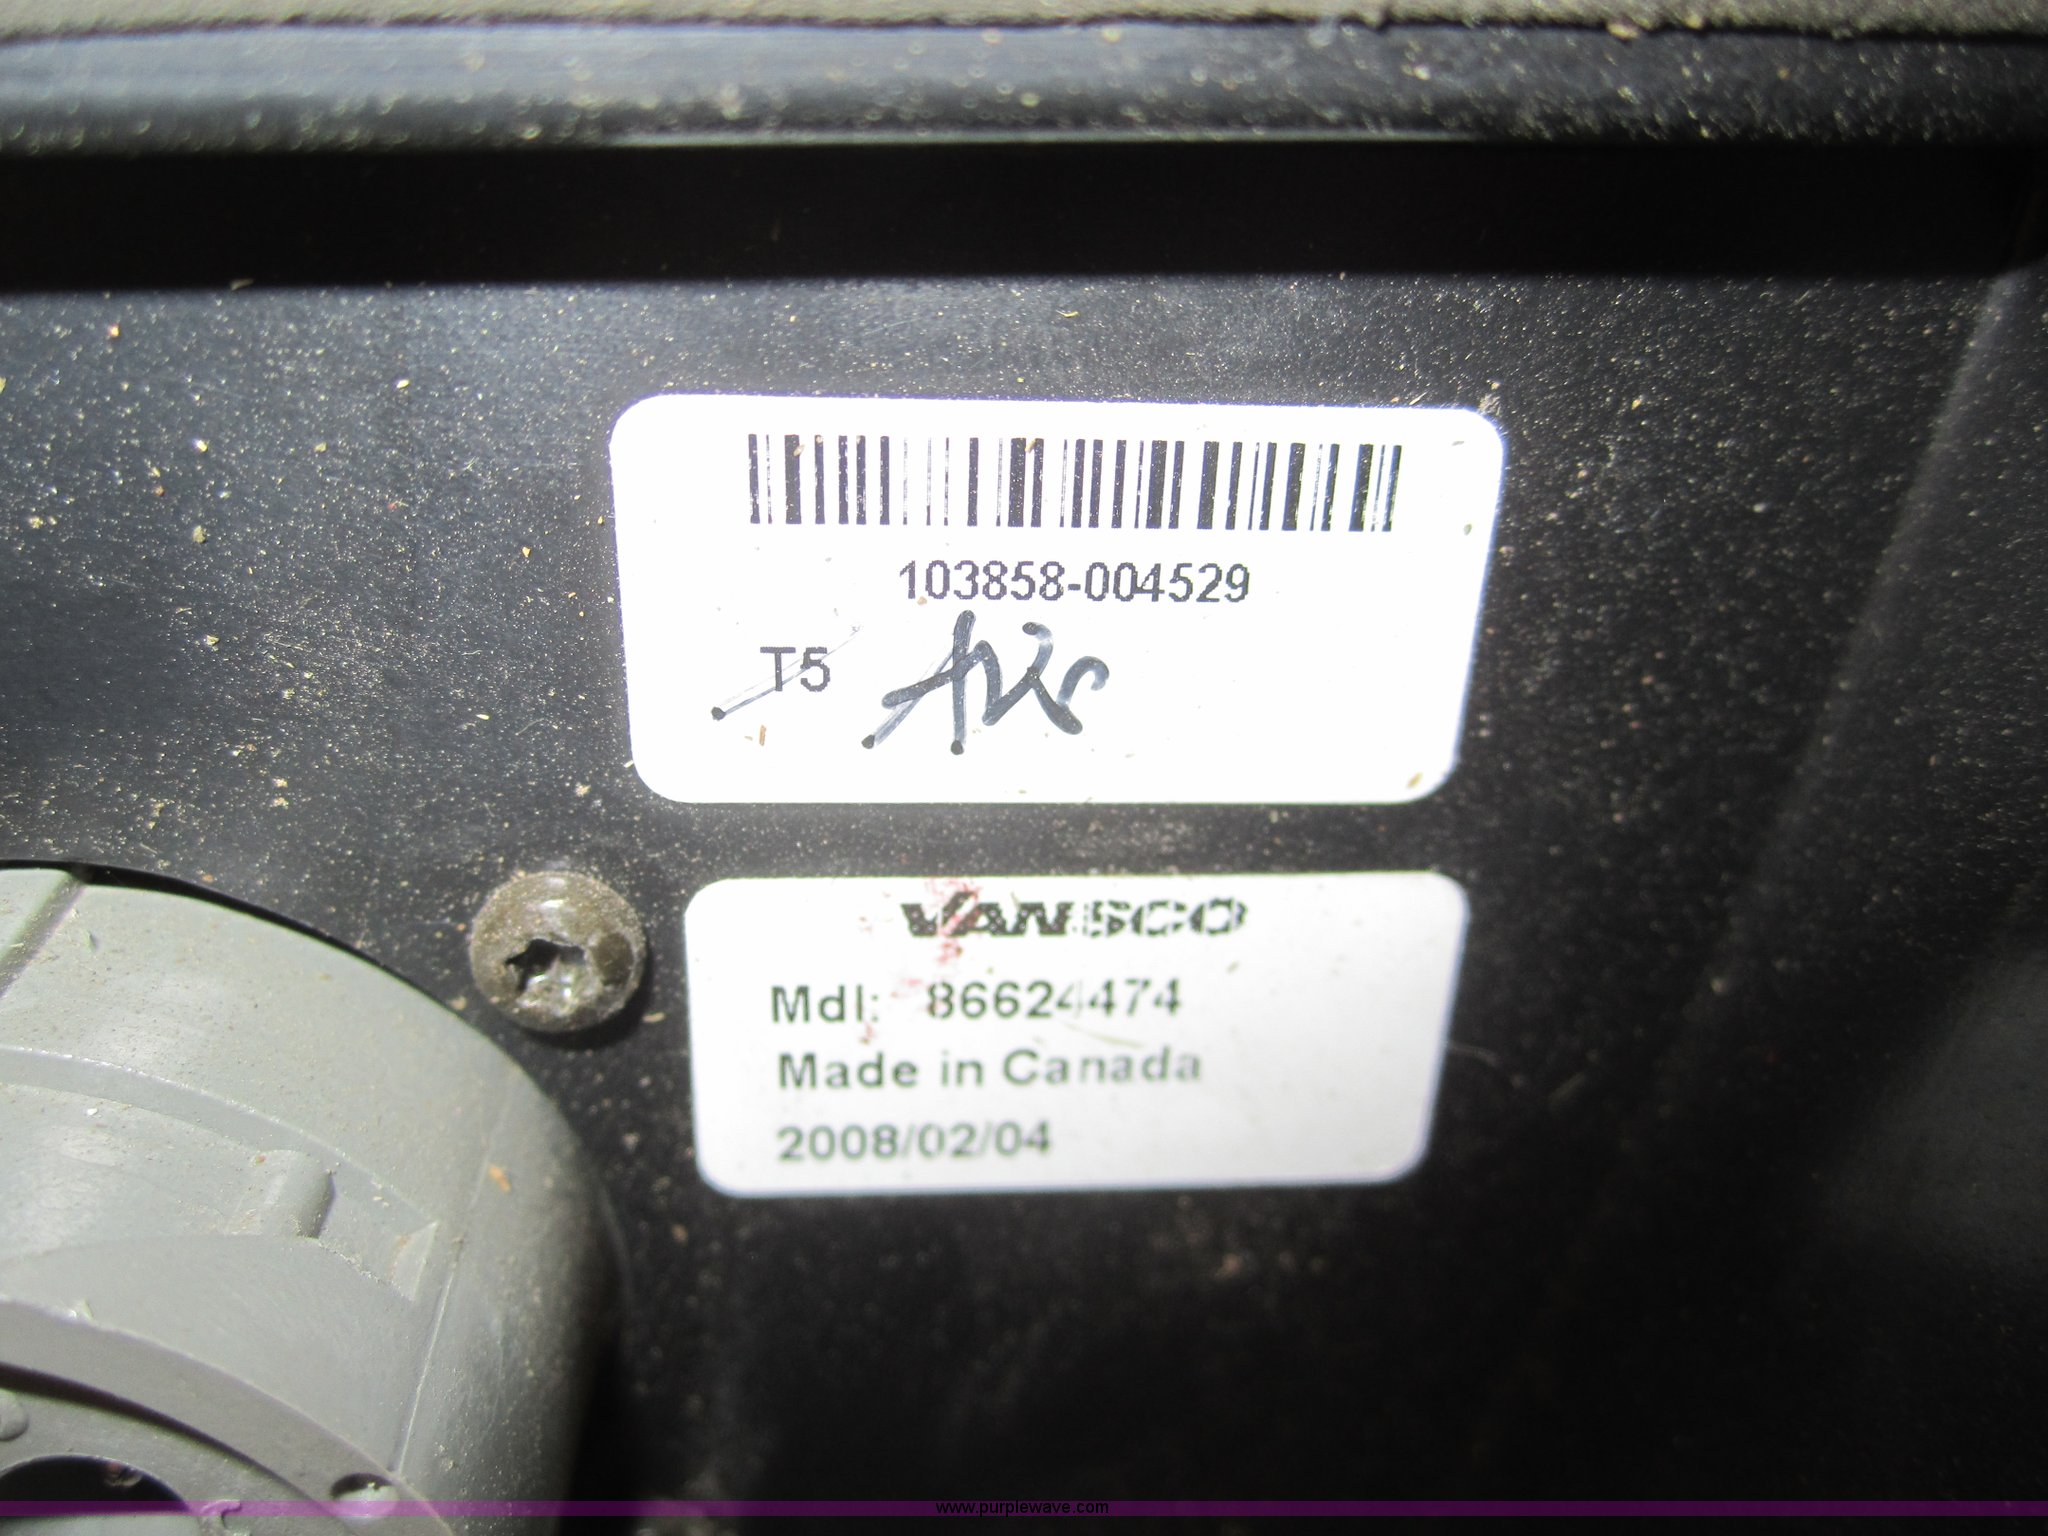 103858-004529
T5
VANSCO
Mdl: 86624474
Made in Canada
2008/02/04
www.purplewave.com